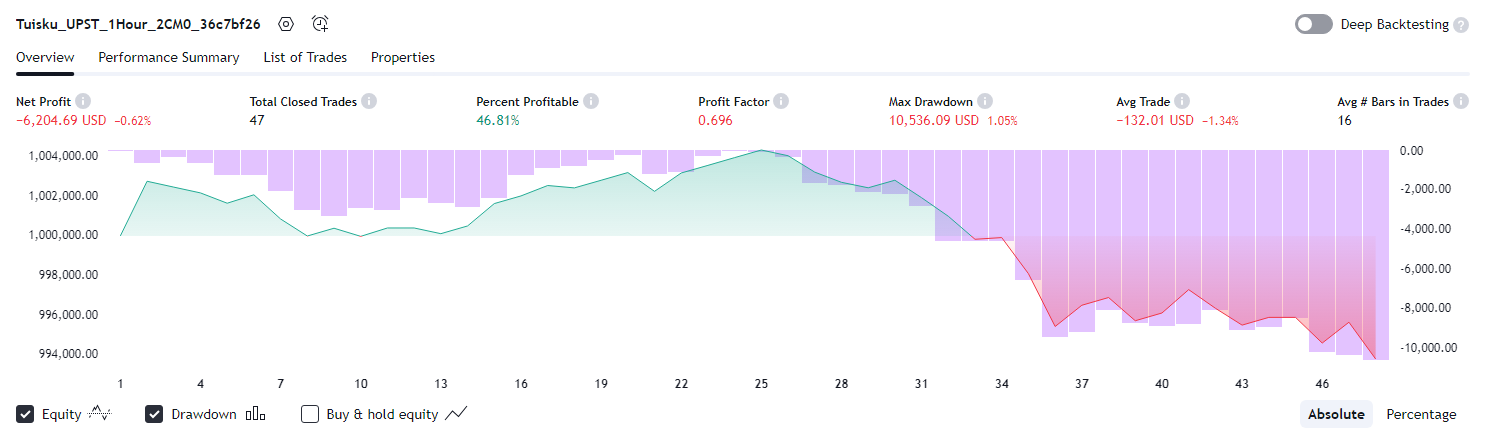 Tuisku_UPST_1Hour_2CM0_36c7bf26 Deep Backtesting ?
Overview Performance Summary List of Trades Properties
Net Profit i Total Closed Trades i Percent Profitable i Profit Factor i Max Drawdown i Avg Trade i Avg # Bars in Trades i
−6,204.69 USD −0.62% 47 46.81% 0.696 10,536.09 USD 1.05% −132.01 USD −1.34% 16
1,004,000.00 0.00
1,002,000.00 -2,000.00
1,000,000.00 -4,000.00
998,000.00 -6,000.00
996,000.00 -8,000.00
994,000.00 -10,000.00
1 4 7 10 13 16 19 22 25 28 31 34 37 40 43 46
Equity Drawdown Buy & hold equity Absolute Percentage